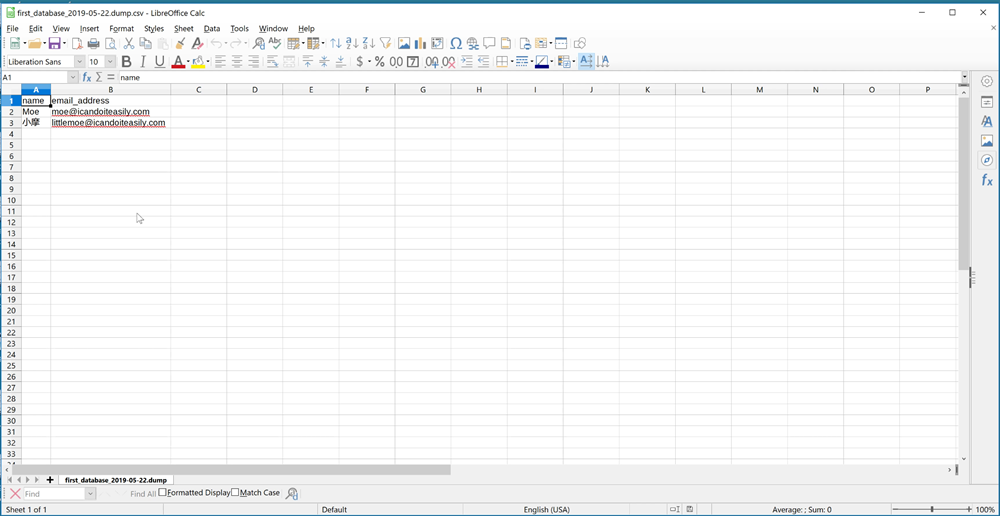 first_database_2019-05-22.dump.csv - LibreOffice Calc
File Edit View Insert Format Styles Sheet Data Tools Window Help
Liberation Sans 10 B I U A $ % 0.0
A1 fx Σ = name
A B C D E F G H I J K L M N O P
1 name email_address
2 Moe moe@icandoiteasily.com
3 小摩 littlemoe@icandoiteasily.com
4
5
6
7
8
9
10
11
12
13
14
15
16
17
18
19
20
21
22
23
24
25
26
27
28
29
30
31
32
33
first_database_2019-05-22.dump
Find Find All Formatted Display Match Case
Sheet 1 of 1 Default English (USA) Average: ; Sum: 0 100%